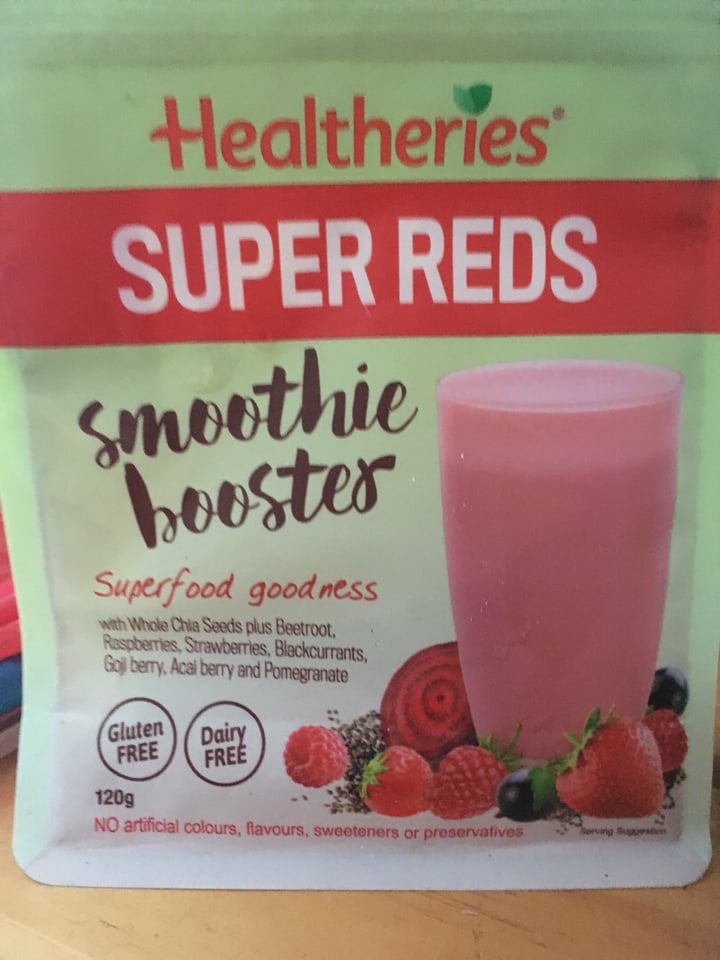 Healtheries®
SUPER REDS
smoothie
booster
Superfood goodness
with Whole Chia Seeds plus Beetroot,
Raspberries, Strawberries, Blackcurrants,
Goji berry, Acai berry and Pomegranate
Gluten
FREE
Dairy
FREE
120g
NO artificial colours, flavours, sweeteners or preservatives
Serving Suggestion